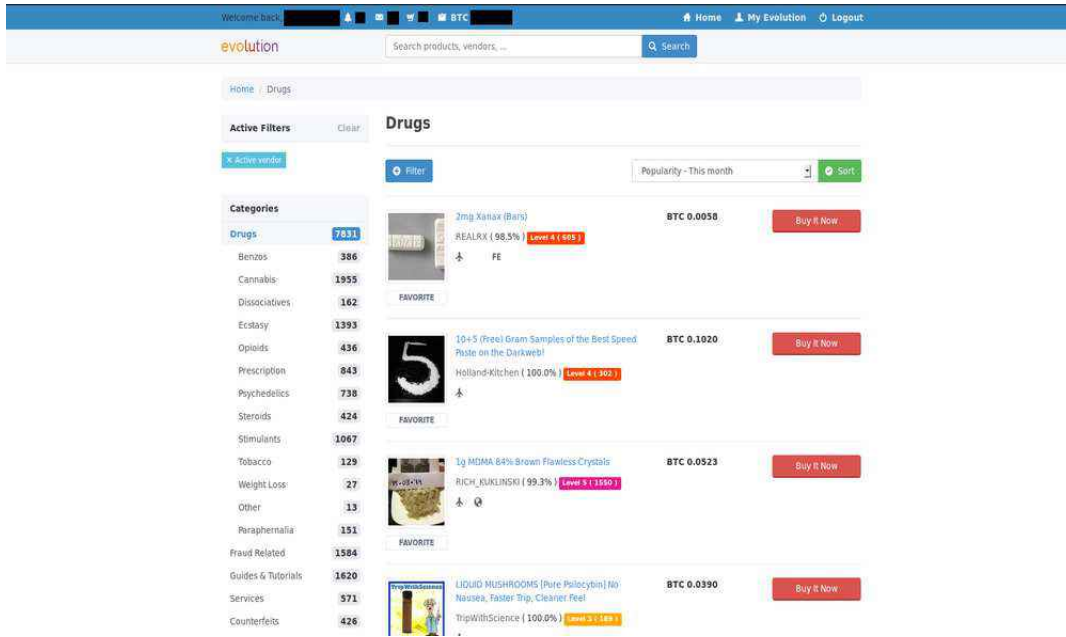 Welcome back,
BTC
Home My Evolution Logout
evolution
Search products, vendors, ...
Search
Home / Drugs
Active Filters Clear
× Active vendor
Categories
Drugs 7831
Benzos 386
Cannabis 1955
Dissociatives 162
Ecstasy 1393
Opioids 436
Prescription 843
Psychedelics 738
Steroids 424
Stimulants 1067
Tobacco 129
Weight Loss 27
Other 13
Paraphernalia 151
Fraud Related 1584
Guides & Tutorials 1620
Services 571
Counterfeits 426
Drugs
Filter
Popularity - This month
Sort
2mg Xanax (Bars)
REALRX ( 98.5% ) Level 4 ( 605 )
FE
BTC 0.0058
Buy It Now
FAVORITE
5
10+5 (Free) Gram Samples of the Best Speed
Paste on the Darkweb!
Holland-Kitchen ( 100.0% ) Level 4 ( 302 )
BTC 0.1020
Buy It Now
FAVORITE
1g MDMA 84% Brown Flawless Crystals
RICH_KUKLINSKI ( 99.3% ) Level 5 ( 1550 )
BTC 0.0523
Buy It Now
FAVORITE
TripWithScience
LIQUID MUSHROOMS [Pure Psilocybin] No
Nausea, Faster Trip, Cleaner Feel
TripWithScience ( 100.0% ) Level 3 ( 189 )
BTC 0.0390
Buy It Now